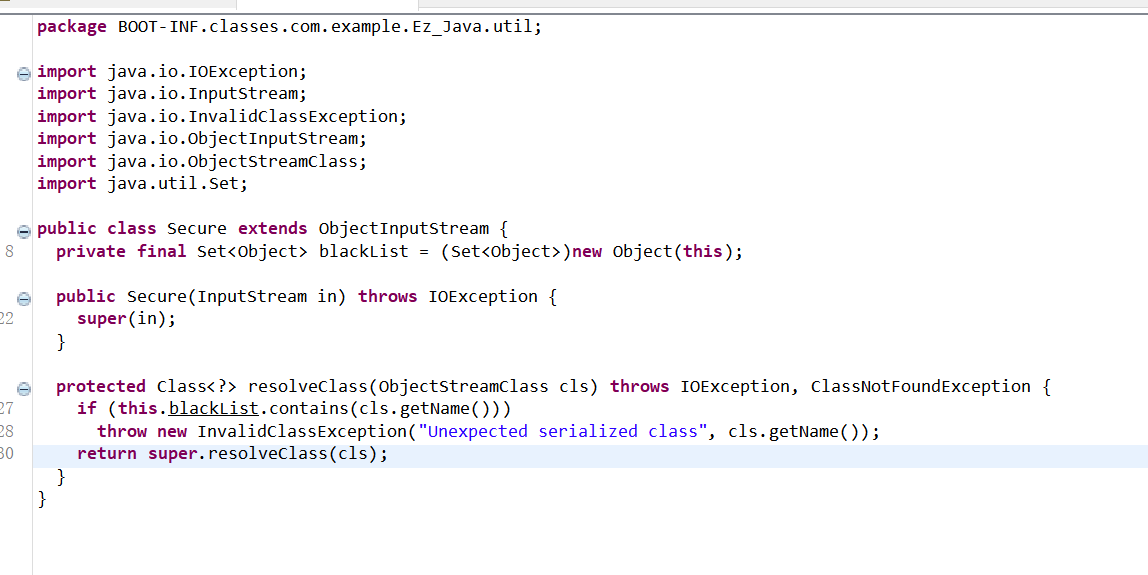 package BOOT-INF.classes.com.example.Ez_Java.util;
import java.io.IOException;
import java.io.InputStream;
import java.io.InvalidClassException;
import java.io.ObjectInputStream;
import java.io.ObjectStreamClass;
import java.util.Set;
public class Secure extends ObjectInputStream {
8 private final Set<Object> blackList = (Set<Object>)new Object(this);
public Secure(InputStream in) throws IOException {
22 super(in);
}
protected Class<?> resolveClass(ObjectStreamClass cls) throws IOException, ClassNotFoundException {
27 if (this.blackList.contains(cls.getName()))
28 throw new InvalidClassException("Unexpected serialized class", cls.getName());
30 return super.resolveClass(cls);
}
}